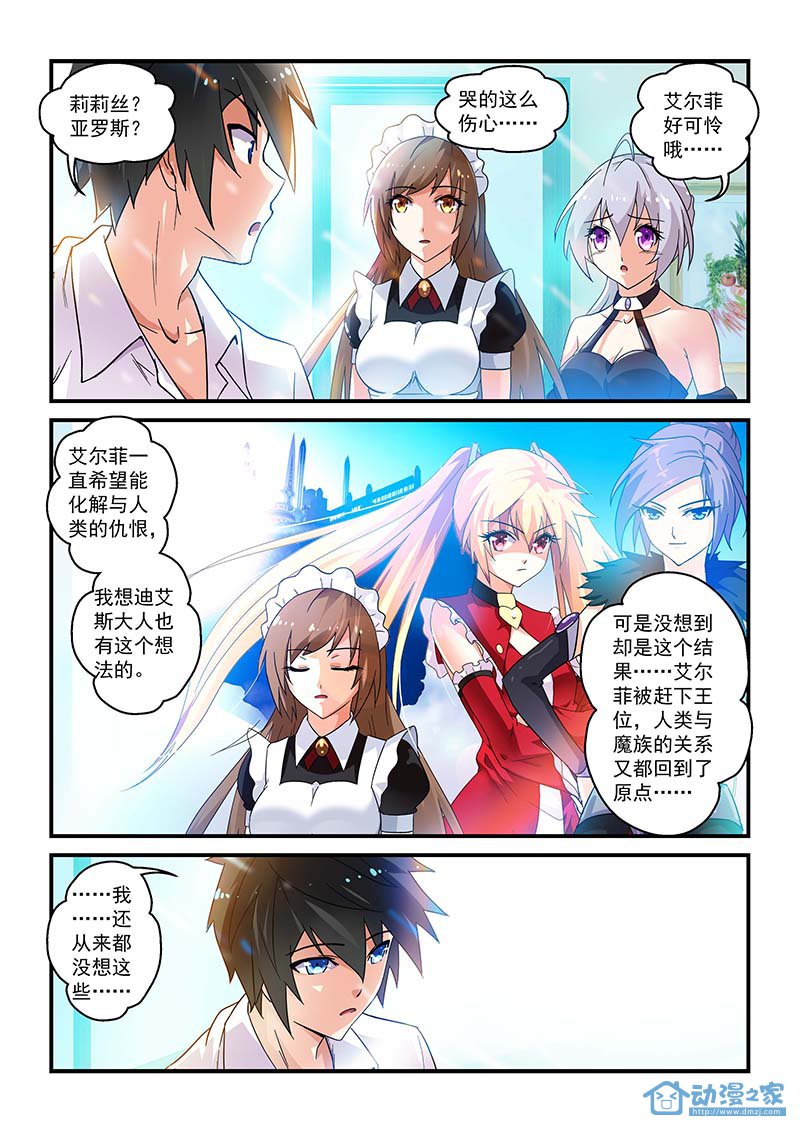 莉莉丝？
亚罗斯？
哭的这么
伤心……
艾尔菲
好可怜
哦……
艾尔菲一
直希望能
化解与人
类的仇恨，
我想迪艾
斯大人也
有这个想
法的。
可是没想到
却是这个结
果……艾尔
菲被赶下王
位，人类与
魔族的关系
又都回到了
原点……
……我
……还
从来都
没想这
些……
动漫之家
http://www.dmzj.com